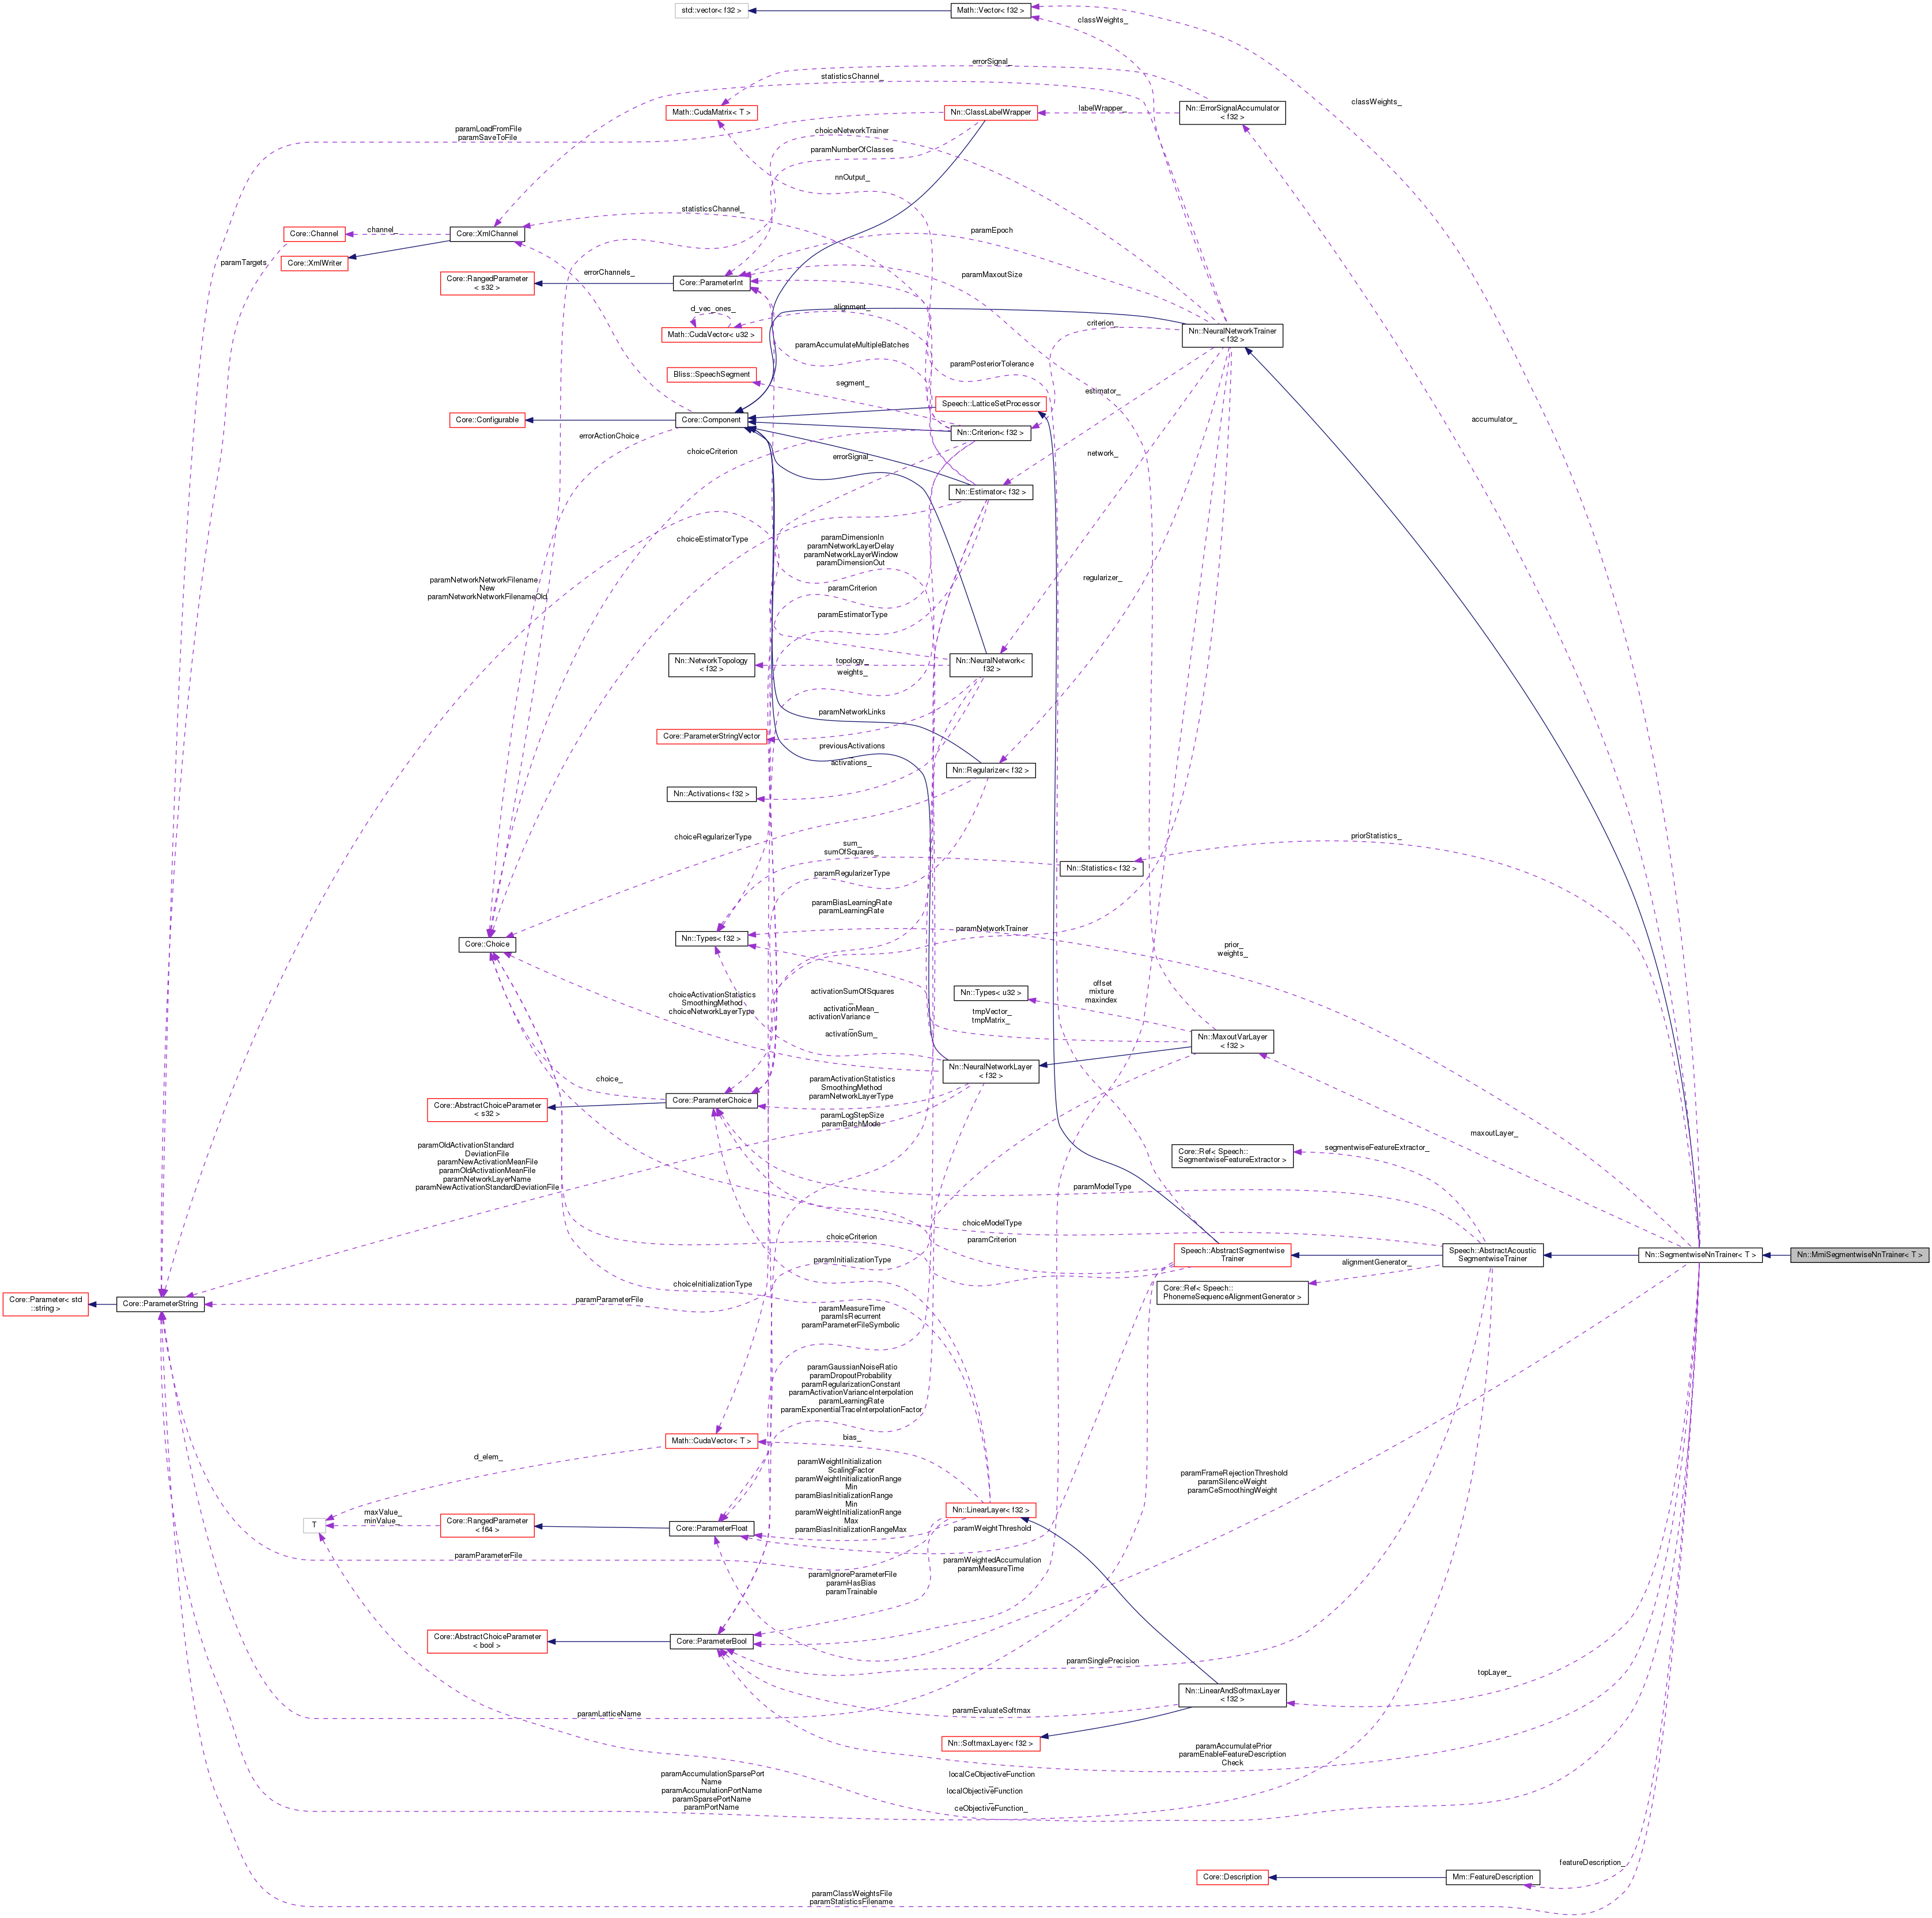 std::vector< f32 >
Math::Vector< f32 >
classWeights_
errorSignal_
statisticsChannel_
classWeights_
Math::CudaMatrix< T >
Nn::ClassLabelWrapper
labelWrapper_
Nn::ErrorSignalAccumulator
< f32 >
paramLoadFromFile
paramSaveToFile
choiceNetworkTrainer
paramNumberOfClasses
nnOutput_
statisticsChannel_
Core::Channel
channel_
Core::XmlChannel
paramEpoch
Core::XmlWriter
paramTargets
errorChannels_
paramMaxoutSize
Core::RangedParameter
< s32 >
Core::ParameterInt
d_vec_ones_
alignment_
Math::CudaVector< u32 >
criterion_
Nn::NeuralNetworkTrainer
< f32 >
paramAccumulateMultipleBatches
paramPosteriorTolerance
Bliss::SpeechSegment
segment_
estimator_
Speech::LatticeSetProcessor
Core::Configurable
Core::Component
accumulator_
errorActionChoice
Nn::Criterion< f32 >
choiceCriterion
errorSignal_
network_
Nn::Estimator< f32 >
choiceEstimatorType
paramDimensionIn
paramNetworkLayerDelay
paramNetworkLayerWindow
paramDimensionOut
paramNetworkNetworkFilename
New
paramNetworkNetworkFilenameOld
paramCriterion
regularizer_
paramEstimatorType
Nn::NetworkTopology
< f32 >
topology_
weights_
Nn::NeuralNetwork<
f32 >
paramNetworkLinks
Core::ParameterStringVector
previousActivations
_
activations_
Nn::Regularizer< f32 >
Nn::Activations< f32 >
choiceRegularizerType
sum_
sumOfSquares_
priorStatistics_
Nn::Statistics< f32 >
paramRegularizerType
paramBiasLearningRate
paramLearningRate
Core::Choice
Nn::Types< f32 >
paramNetworkTrainer
prior_
weights_
choiceActivationStatistics
SmoothingMethod
choiceNetworkLayerType
activationSumOfSquares
_
activationMean_
activationVariance
_
activationSum_
Nn::Types< u32 >
offset
mixture
maxindex
tmpVector_
tmpMatrix_
Nn::MaxoutVarLayer
< f32 >
choice_
Nn::NeuralNetworkLayer
< f32 >
Core::AbstractChoiceParameter
< s32 >
Core::ParameterChoice
paramActivationStatistics
SmoothingMethod
paramNetworkLayerType
paramLogStepSize
paramBatchMode
maxoutLayer_
paramOldActivationStandard
DeviationFile
paramNewActivationMeanFile
paramOldActivationMeanFile
paramNetworkLayerName
paramNewActivationStandardDeviationFile
Core::Ref< Speech::
SegmentwiseFeatureExtractor >
segmentwiseFeatureExtractor_
paramModelType
choiceModelType
choiceCriterion
paramCriterion
paramInitializationType
Speech::AbstractSegmentwise
Trainer
Speech::AbstractAcoustic
SegmentwiseTrainer
Nn::SegmentwiseNnTrainer< T >
Nn::MmiSegmentwiseNnTrainer< T >
alignmentGenerator_
choiceInitializationType
Core::Ref< Speech::
PhonemeSequenceAlignmentGenerator >
Core::Parameter< std
::string >
Core::ParameterString
paramParameterFile
paramMeasureTime
paramIsRecurrent
paramParameterFileSymbolic
paramGaussianNoiseRatio
paramDropoutProbability
paramRegularizationConstant
paramActivationVarianceInterpolation
paramLearningRate
paramExponentialTraceInterpolationFactor
Math::CudaVector< T >
bias_
d_elem_
paramWeightInitialization
ScalingFactor
paramWeightInitializationRange
Min
paramBiasInitializationRange
Min
paramWeightInitializationRange
Max
paramBiasInitializationRangeMax
paramFrameRejectionThreshold
paramSilenceWeight
paramCeSmoothingWeight
Nn::LinearLayer< f32 >
T
maxValue_
minValue_
Core::RangedParameter
< f64 >
Core::ParameterFloat
paramWeightThreshold
paramParameterFile
paramWeightedAccumulation
paramMeasureTime
paramIgnoreParameterFile
paramHasBias
paramTrainable
Core::AbstractChoiceParameter
< bool >
Core::ParameterBool
paramSinglePrecision
topLayer_
Nn::LinearAndSoftmaxLayer
< f32 >
paramLatticeName
paramEvaluateSoftmax
Nn::SoftmaxLayer< f32 >
paramAccumulatePrior
paramEnableFeatureDescription
Check
paramAccumulationSparsePort
Name
paramAccumulationPortName
paramSparsePortName
paramPortName
localCeObjectiveFunction
_
localObjectiveFunction
_
ceObjectiveFunction_
featureDescription_
Core::Description
Mm::FeatureDescription
paramClassWeightsFile
paramStatisticsFilename